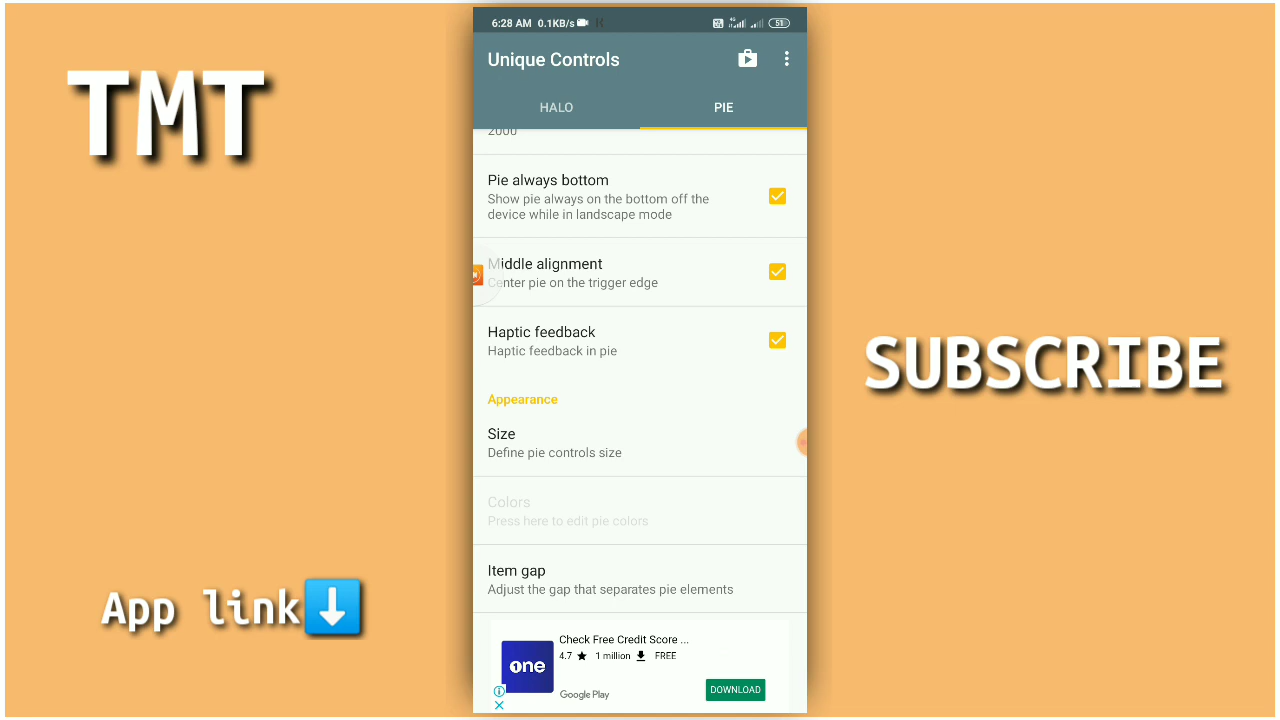 TMT
SUBSCRIBE
App link
6:28 AM 0.1KB/s
4G
51
Unique Controls
HALO
PIE
2000
Pie always bottom
Show pie always on the bottom off the
device while in landscape mode
Middle alignment
Center pie on the trigger edge
Haptic feedback
Haptic feedback in pie
Appearance
Size
Define pie controls size
Colors
Press here to edit pie colors
Item gap
Adjust the gap that separates pie elements
one
Check Free Credit Score ...
4.7 ★ 1 million FREE
Google Play
DOWNLOAD